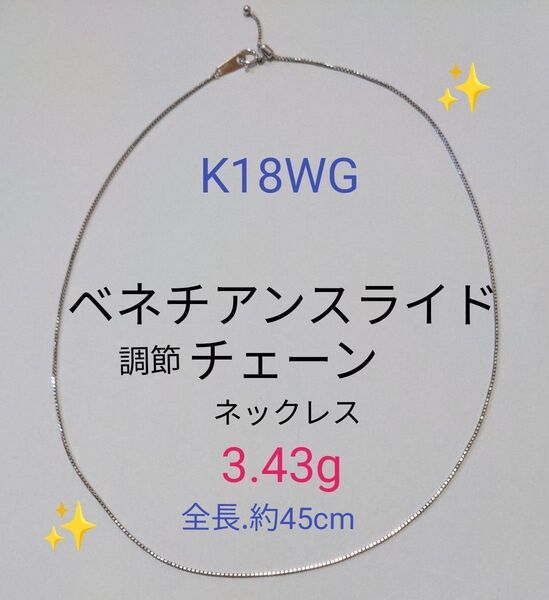 K18WG
ベネチアンスライド
調節 チェーン
ネックレス
3.43g
全長.約45cm